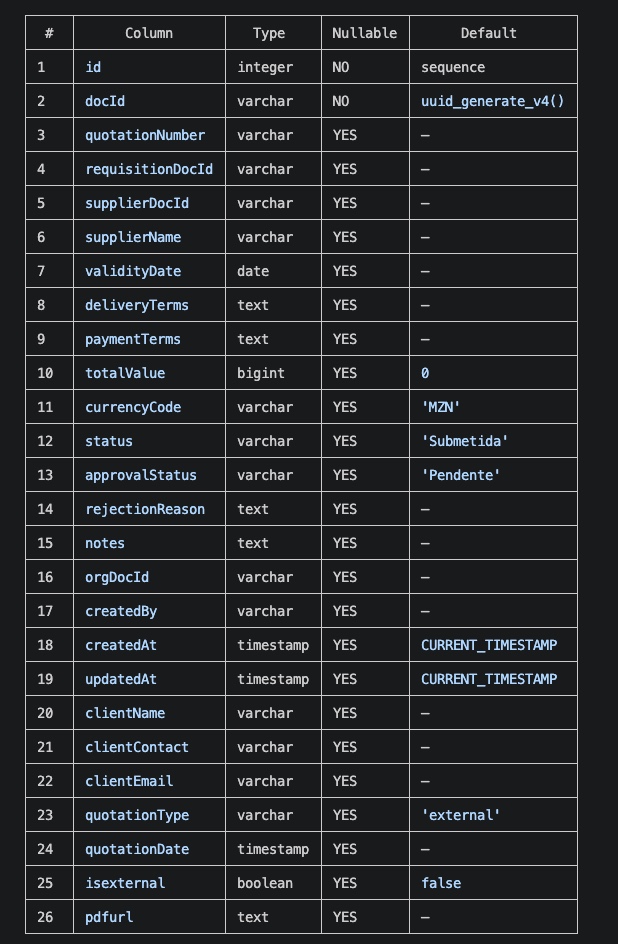 # Column Type Nullable Default
1 id integer NO sequence
2 docId varchar NO uuid_generate_v4()
3 quotationNumber varchar YES —
4 requisitionDocId varchar YES —
5 supplierDocId varchar YES —
6 supplierName varchar YES —
7 validityDate date YES —
8 deliveryTerms text YES —
9 paymentTerms text YES —
10 totalValue bigint YES 0
11 currencyCode varchar YES 'MZN'
12 status varchar YES 'Submetida'
13 approvalStatus varchar YES 'Pendente'
14 rejectionReason text YES —
15 notes text YES —
16 orgDocId varchar YES —
17 createdBy varchar YES —
18 createdAt timestamp YES CURRENT_TIMESTAMP
19 updatedAt timestamp YES CURRENT_TIMESTAMP
20 clientName varchar YES —
21 clientContact varchar YES —
22 clientEmail varchar YES —
23 quotationType varchar YES 'external'
24 quotationDate timestamp YES —
25 isexternal boolean YES false
26 pdfurl text YES —